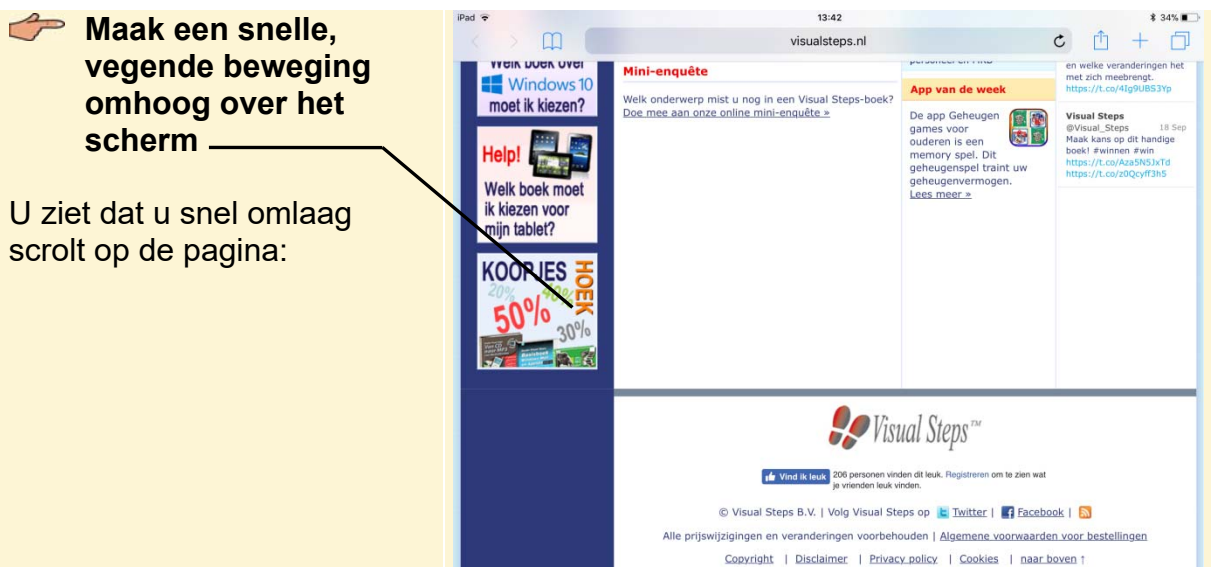 Maak een snelle,
vegende beweging
omhoog over het
scherm
U ziet dat u snel omlaag
scrolt op de pagina:
iPad
13:42
34%
visualsteps.nl
Welk boek over
Windows 10
moet ik kiezen?
Help!
Welk boek moet
ik kiezen voor
mijn tablet?
KOOPJES
HOEK
20%
40%
50%
30%
Mini-enquête
Welk onderwerp mist u nog in een Visual Steps-boek?
Doe mee aan onze online mini-enquête »
personeel en MKB
App van de week
De app Geheugen
games voor
ouderen is een
memory spel. Dit
geheugenspel traint uw
geheugenvermogen.
Lees meer »
en welke veranderingen het
met zich meebrengt.
https://t.co/4Ig9UBS3Yp
Visual Steps
@Visual_Steps 18 Sep
Maak kans op dit handige
boek! #winnen #win
https://t.co/Aza5N5JxTd
https://t.co/z0Qcyff3h5
Visual Steps™
Vind ik leuk
206 personen vinden dit leuk. Registreren om te zien wat
je vrienden leuk vinden.
© Visual Steps B.V. | Volg Visual Steps op Twitter | Facebook |
Alle prijswijzigingen en veranderingen voorbehouden | Algemene voorwaarden voor bestellingen
Copyright | Disclaimer | Privacy policy | Cookies | naar boven ↑